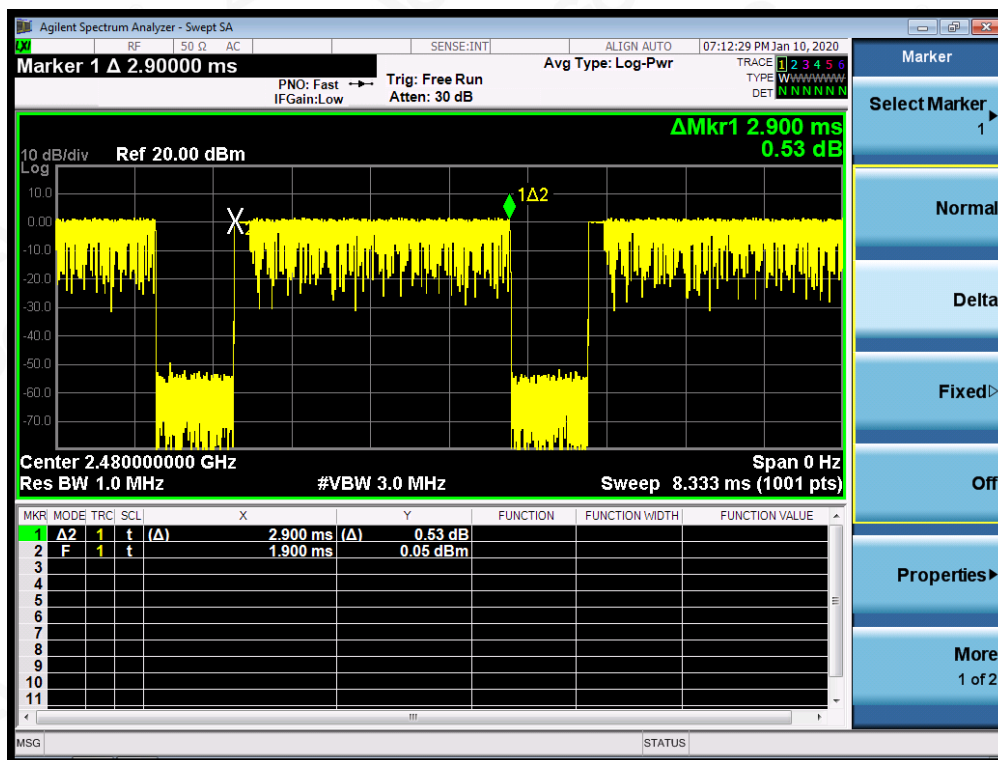 Agilent Spectrum Analyzer - Swept SA
LXI RF 50 Ω AC SENSE:INT ALIGN AUTO 07:12:29 PM Jan 10, 2020
Marker 1 Δ 2.90000 ms
PNO: Fast
IFGain:Low
Trig: Free Run
Atten: 30 dB
Avg Type: Log-Pwr
TRACE 1 2 3 4 5 6
TYPE WWWWWW
DET N N N N N N
ΔMkr1 2.900 ms
0.53 dB
10 dB/div Ref 20.00 dBm
Log
10.0
0.00
-10.0
-20.0
-30.0
-40.0
-50.0
-60.0
-70.0
X2
1Δ2
Center 2.480000000 GHz Span 0 Hz
Res BW 1.0 MHz #VBW 3.0 MHz Sweep 8.333 ms (1001 pts)
MKR MODE TRC SCL X Y FUNCTION FUNCTION WIDTH FUNCTION VALUE
1 Δ2 1 t (Δ) 2.900 ms (Δ) 0.53 dB
2 F 1 t 1.900 ms 0.05 dBm
3
4
5
6
7
8
9
10
11
MSG STATUS
Marker
Select Marker
1
Normal
Delta
Fixed
Off
Properties
More
1 of 2